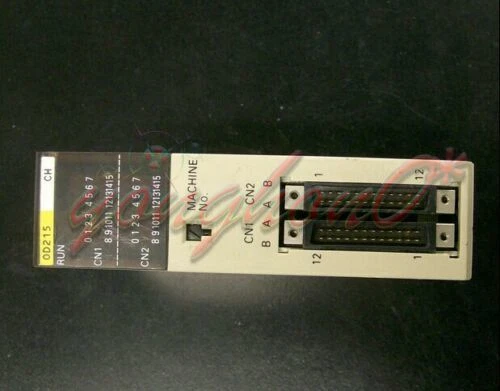 OD215
CH
RUN
CN1
0 1 2 3 4 5 6 7
8 9 10 11 12 13 14 15
CN2
0 1 2 3 4 5 6 7
8 9 10 11 12 13 14 15
MACHINE
NO.
CN1 CN2
B A A B
1
12
12
1